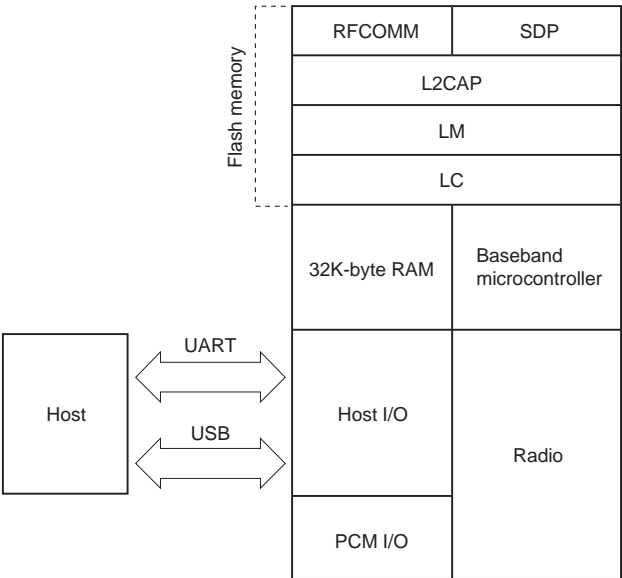 RFCOMM
SDP
Flash memory
L2CAP
LM
LC
32K-byte RAM
Baseband
microcontroller
UART
Host
Host I/O
USB
Radio
PCM I/O